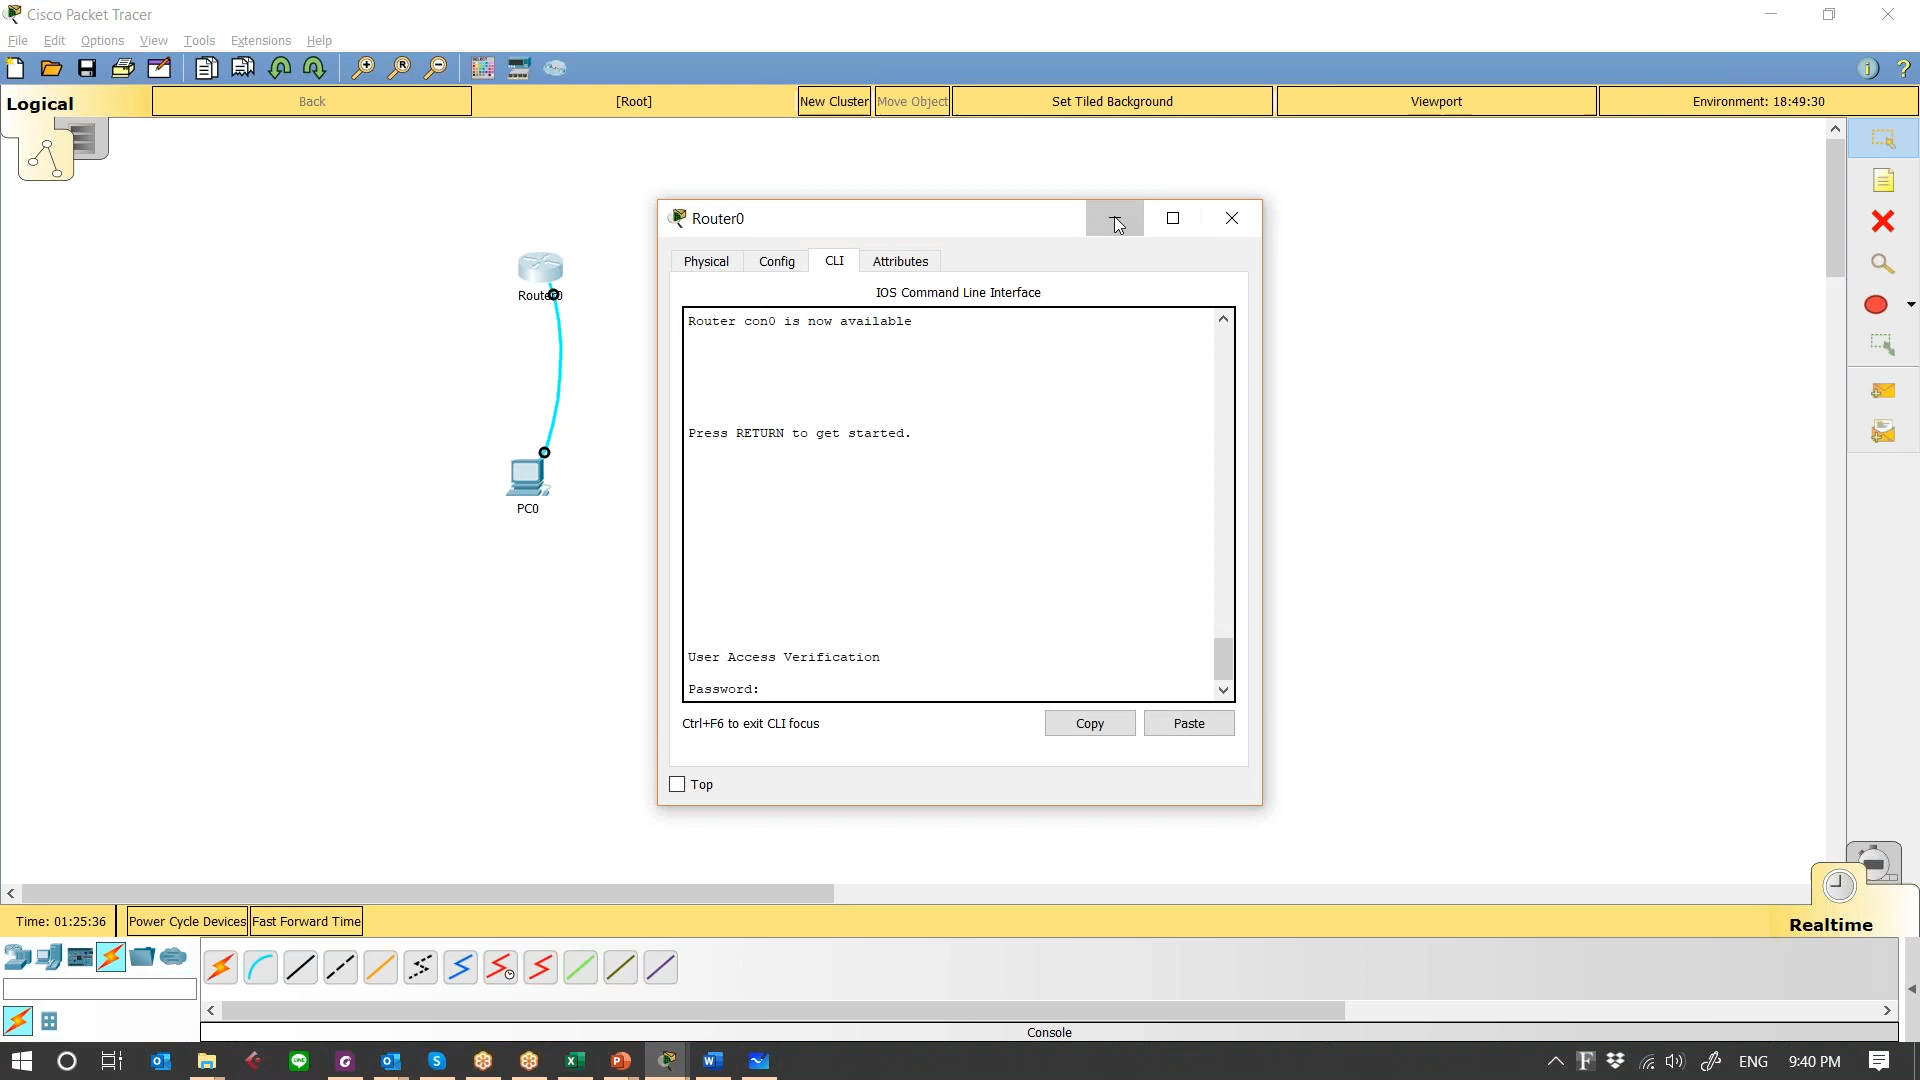 Cisco Packet Tracer
File Edit Options View Tools Extensions Help
Logical
Back
[Root]
New Cluster
Move Object
Set Tiled Background
Viewport
Environment: 18:49:30
Router0
PC0
Router0
Physical
Config
CLI
Attributes
IOS Command Line Interface
Router con0 is now available
Press RETURN to get started.
User Access Verification
Password:
Ctrl+F6 to exit CLI focus
Copy
Paste
Top
Time: 01:25:36
Power Cycle Devices
Fast Forward Time
Realtime
Console
ENG
9:40 PM